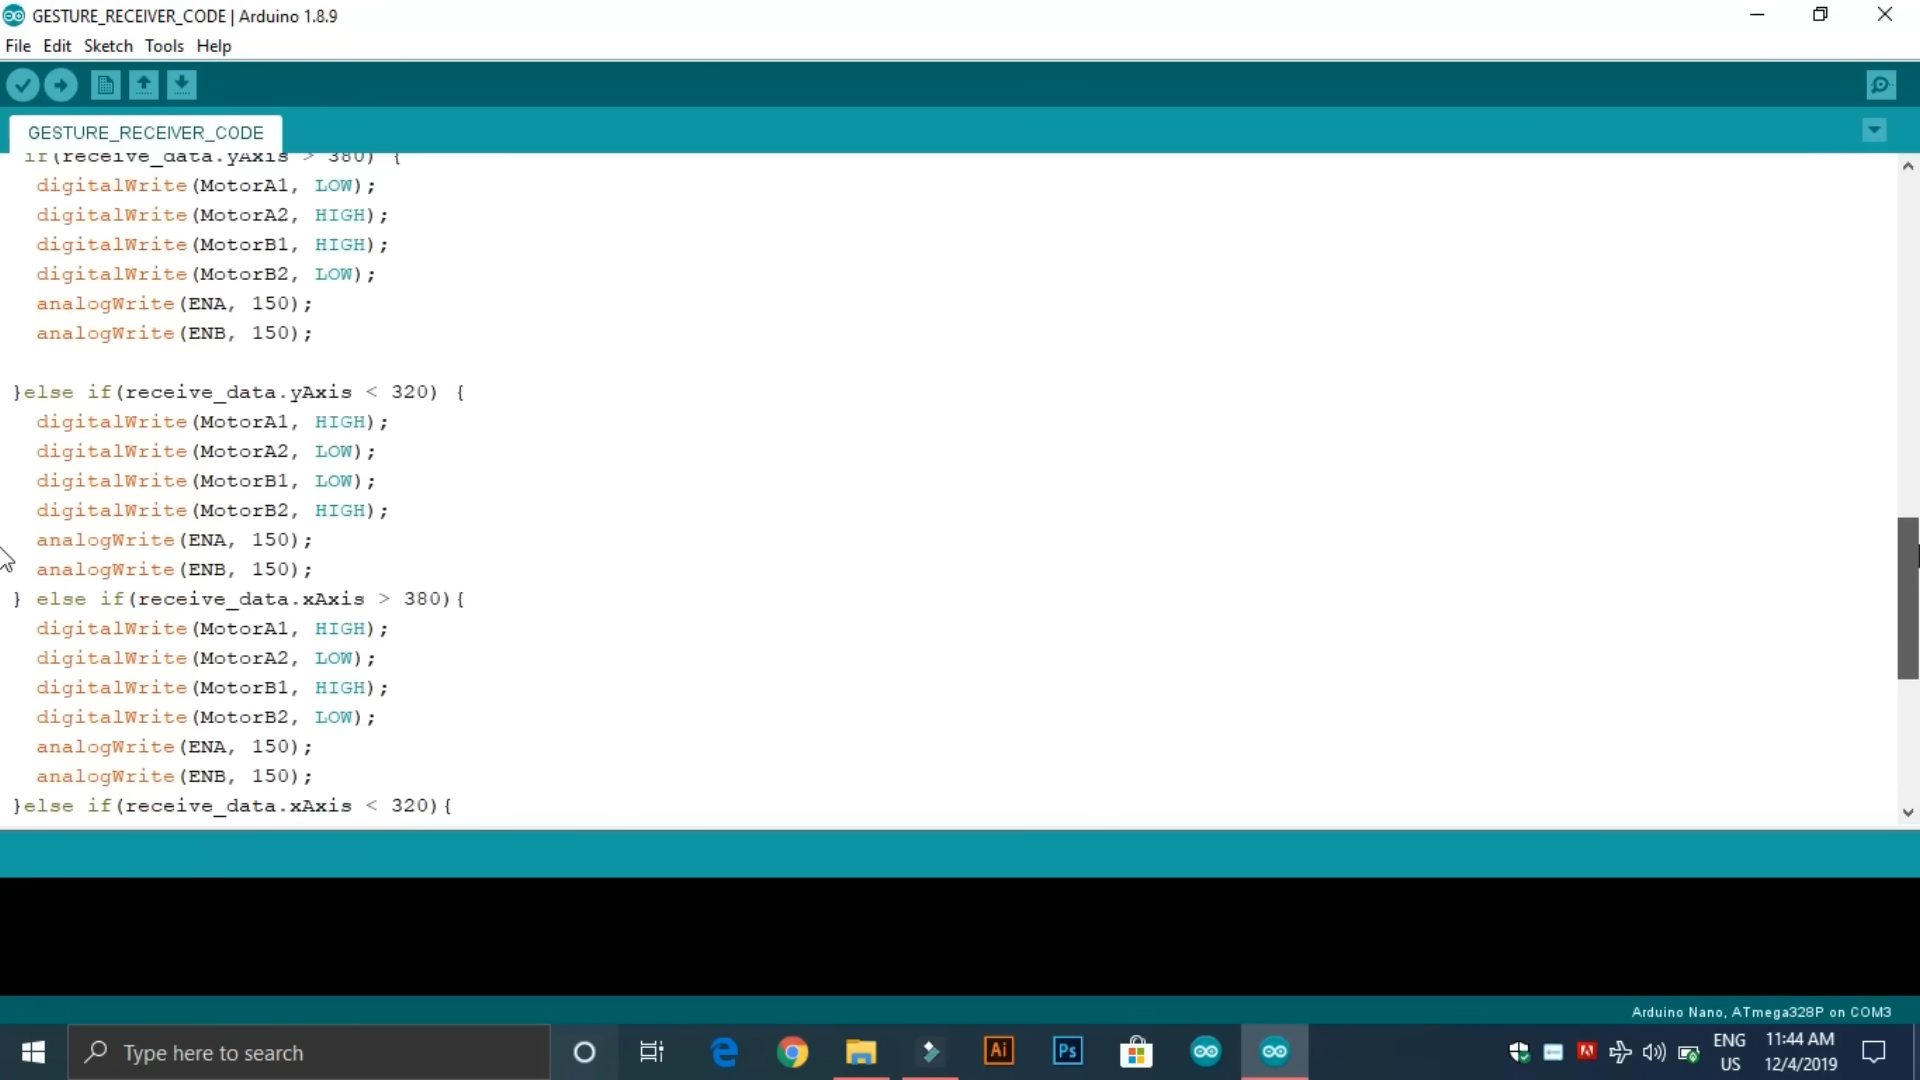 GESTURE_RECEIVER_CODE | Arduino 1.8.9
File Edit Sketch Tools Help
GESTURE_RECEIVER_CODE
if(receive_data.yAxis > 380) {
digitalWrite(MotorA1, LOW);
digitalWrite(MotorA2, HIGH);
digitalWrite(MotorB1, HIGH);
digitalWrite(MotorB2, LOW);
analogWrite(ENA, 150);
analogWrite(ENB, 150);
}else if(receive_data.yAxis < 320) {
digitalWrite(MotorA1, HIGH);
digitalWrite(MotorA2, LOW);
digitalWrite(MotorB1, LOW);
digitalWrite(MotorB2, HIGH);
analogWrite(ENA, 150);
analogWrite(ENB, 150);
} else if(receive_data.xAxis > 380){
digitalWrite(MotorA1, HIGH);
digitalWrite(MotorA2, LOW);
digitalWrite(MotorB1, HIGH);
digitalWrite(MotorB2, LOW);
analogWrite(ENA, 150);
analogWrite(ENB, 150);
}else if(receive_data.xAxis < 320){
Arduino Nano, ATmega328P on COM3
Type here to search
Ai
Ps
ENG
US
11:44 AM
12/4/2019